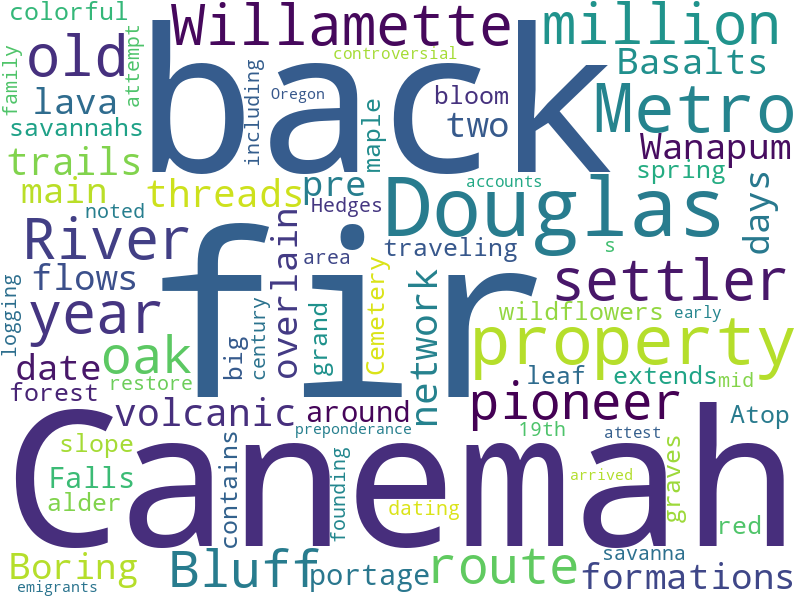 colorful
Willamette
million
family
old
attempt
back
including
controversial
Oregon
Basalts
lava
maple
bloom
two
Metro
savannahs
Wanapum
trails
threads
pre
accounts
spring
main
Hedges
Douglas
days
noted
River
overlain
area
traveling
s
flows
fir
Cemetery
network
settler
logging
year
century
grand
wildflowers
early
property
date
oak
big
leaf
extends
mid
forest
restore
pioneer
volcanic
around
Atop
Canemah
preponderance
19th
attest
slope
contains
founding
graves
Falls
arrived
alder
dating
red
Boring
Bluff
portage
route
savanna
formations
emigrants